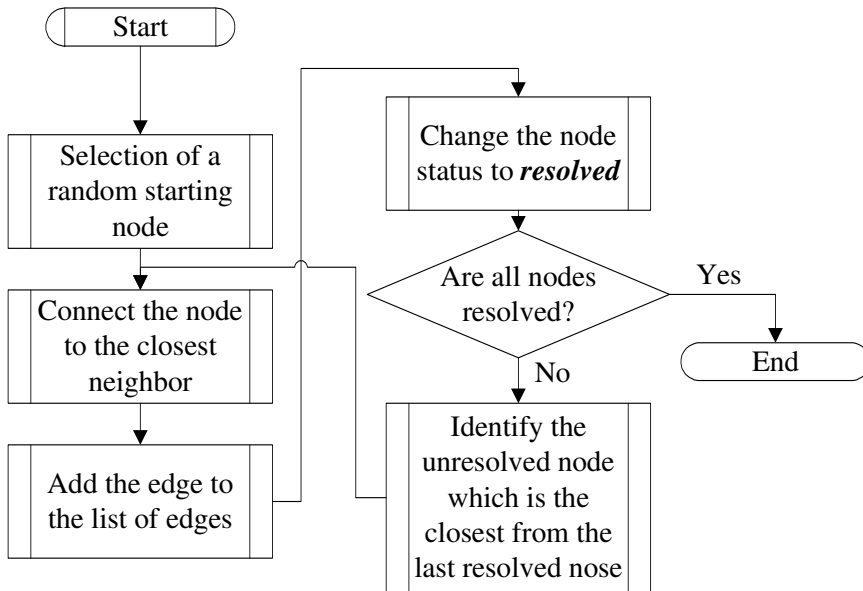 Start
Selection of a
random starting
node
Connect the node
to the closest
neighbor
Add the edge to
the list of edges
Change the node
status to resolved
Are all nodes
resolved?
Yes
End
No
Identify the
unresolved node
which is the
closest from the
last resolved nose